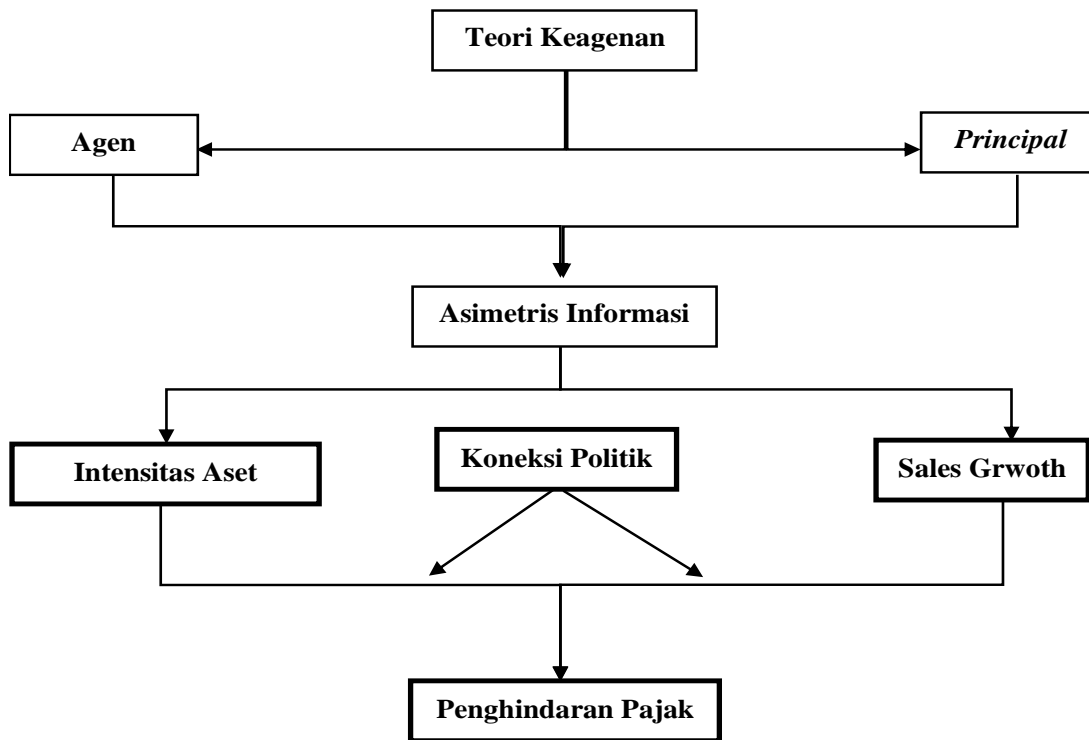 Teori Keagenan
Agen
Principal
Asimetris Informasi
Intensitas Aset
Koneksi Politik
Sales Grwoth
Penghindaran Pajak